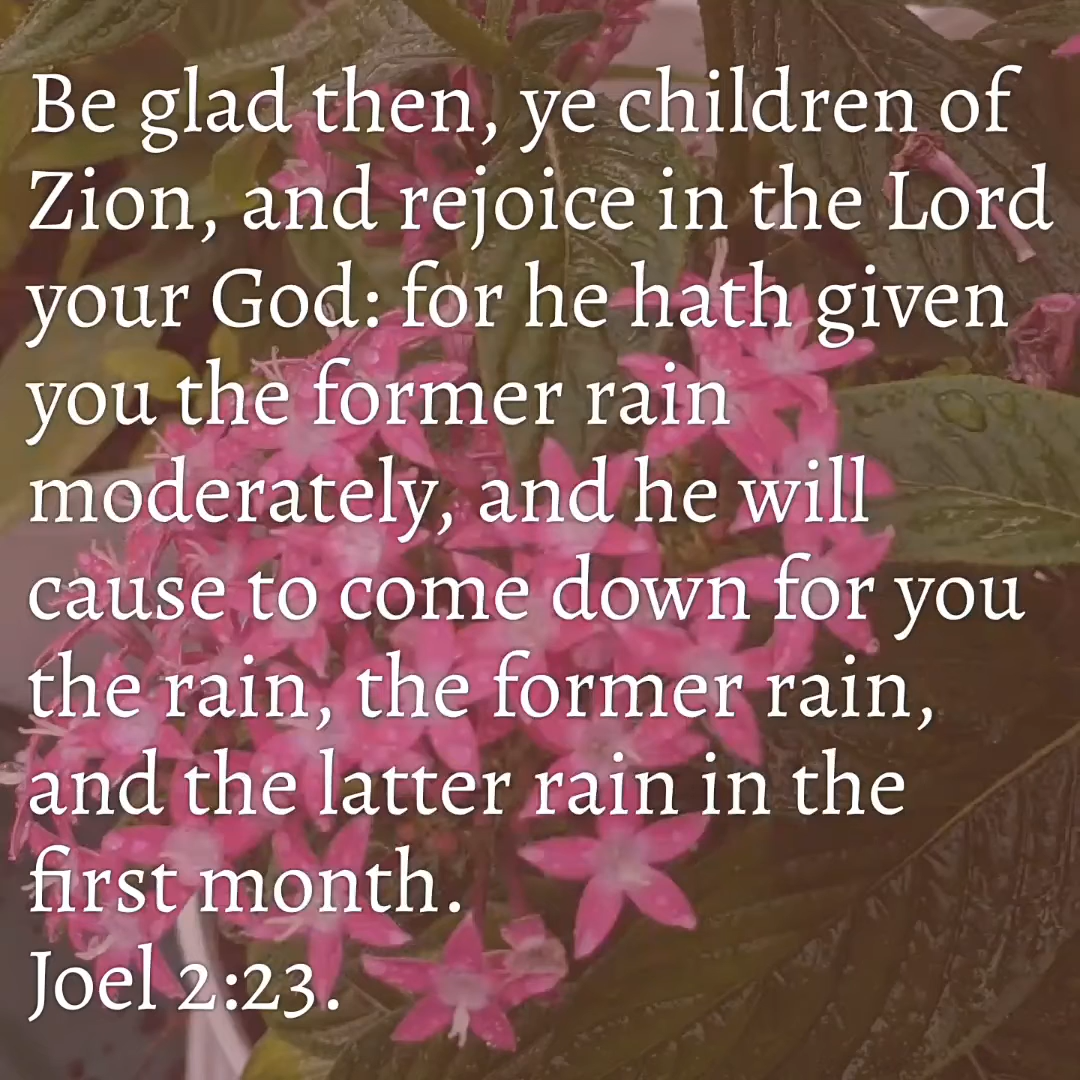 Be glad then, ye children of
Zion, and rejoice in the Lord
your God: for he hath given
you the former rain
moderately, and he will
cause to come down for you
the rain, the former rain,
and the latter rain in the
first month.
Joel 2:23.